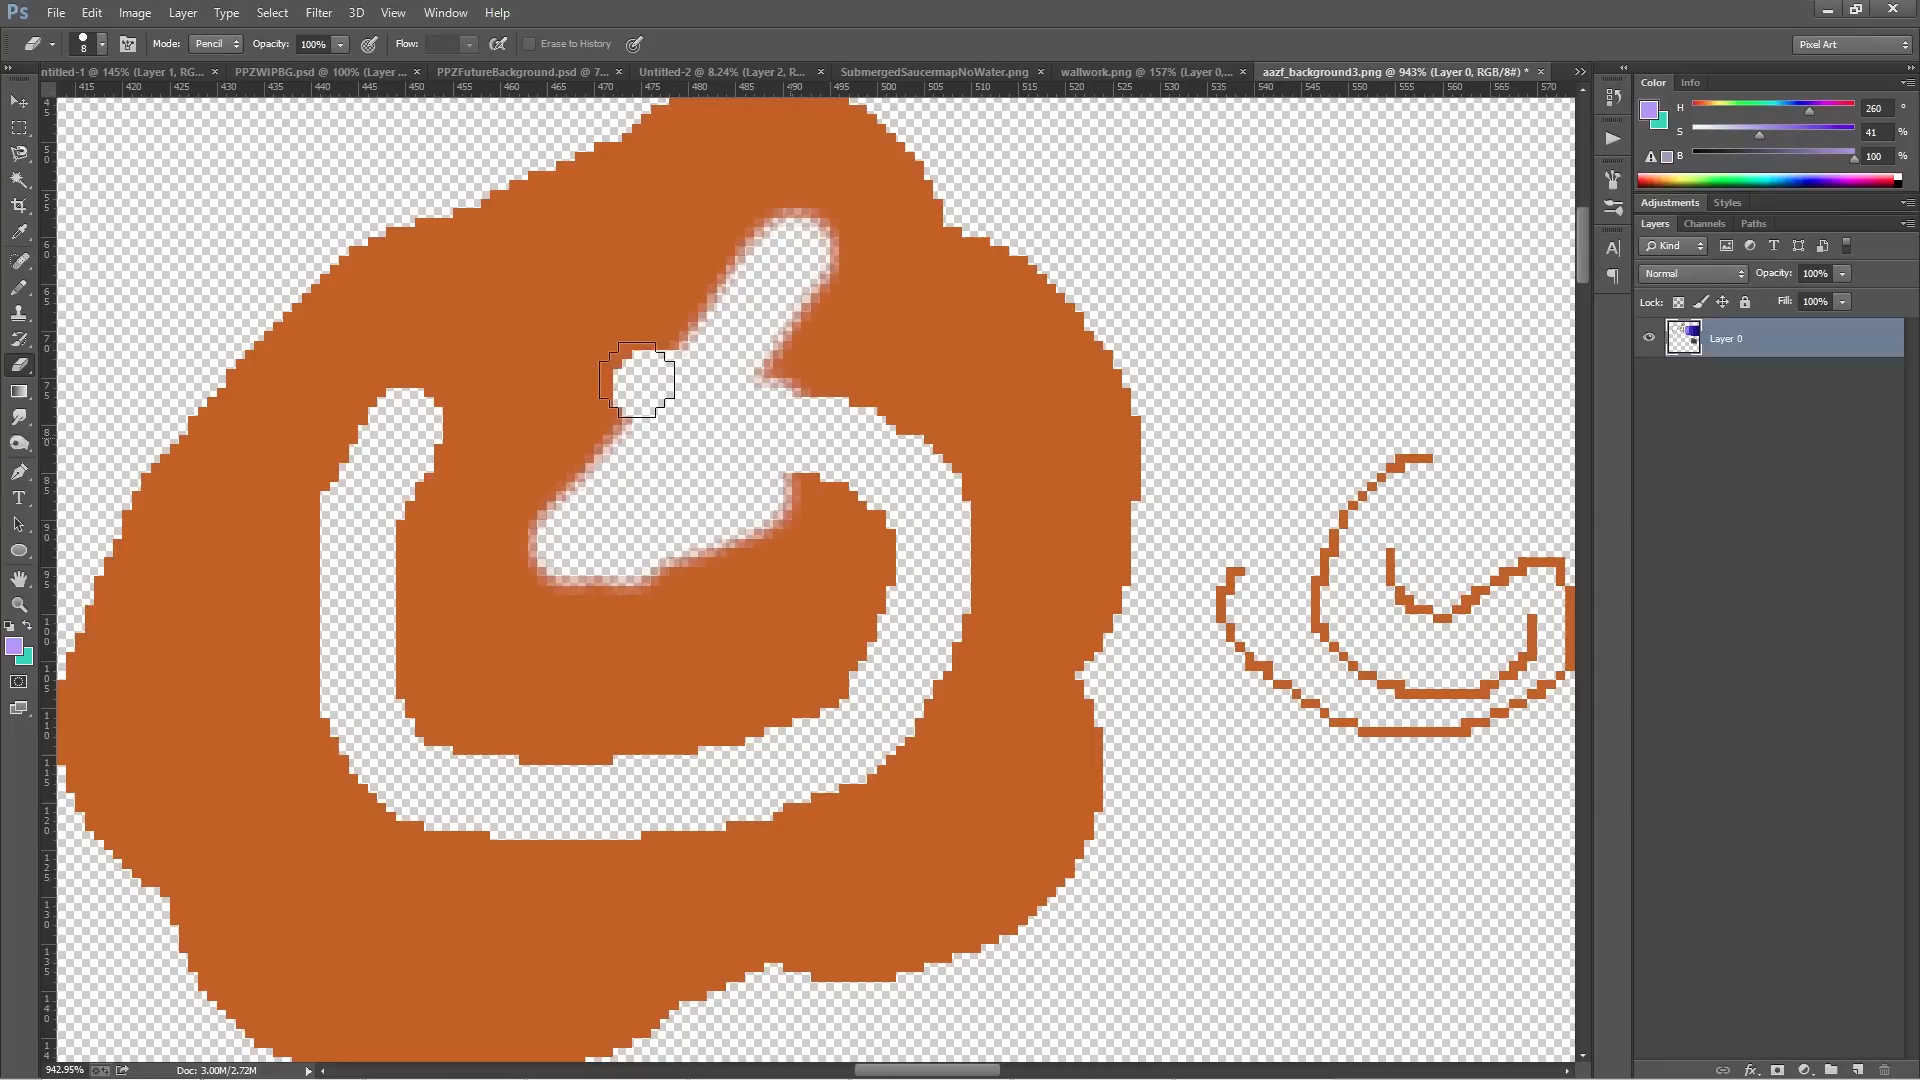 Ps File Edit Image Layer Type Select Filter 3D View Window Help
8 Mode: Pencil Opacity: 100% Flow: Erase to History Pixel Art
ntitled-1 @ 145% (Layer 1, RG... × PPZWIPBG.psd @ 100% (Layer ... × PPZFutureBackground.psd @ 7... × Untitled-2 @ 8.24% (Layer 2, R... × SubmergedSaucermapNoWater.png × wallwork.png @ 157% (Layer 0,... × aazf_background3.png @ 943% (Layer 0, RGB/8#) * ×
415 420 425 430 435 440 445 450 455 460 465 470 475 480 485 490 495 500 505 510 515 520 525 530 535 540 545 550 555 560 565 570
Color Info
H 260 °
S 41 %
B 100 %
Adjustments Styles
Layers Channels Paths
Kind
Normal Opacity: 100%
Lock: Fill: 100%
Layer 0
942.95% Doc: 3.00M/2.72M